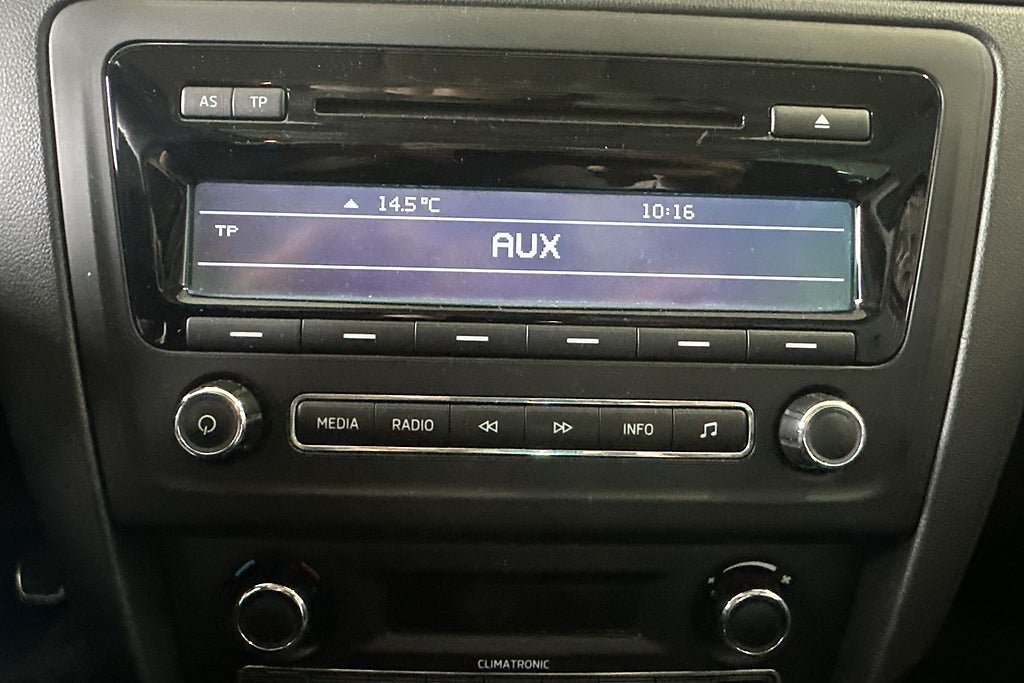 AS TP
14.5°C 10:16
TP
AUX
MEDIA RADIO INFO
CLIMATRONIC